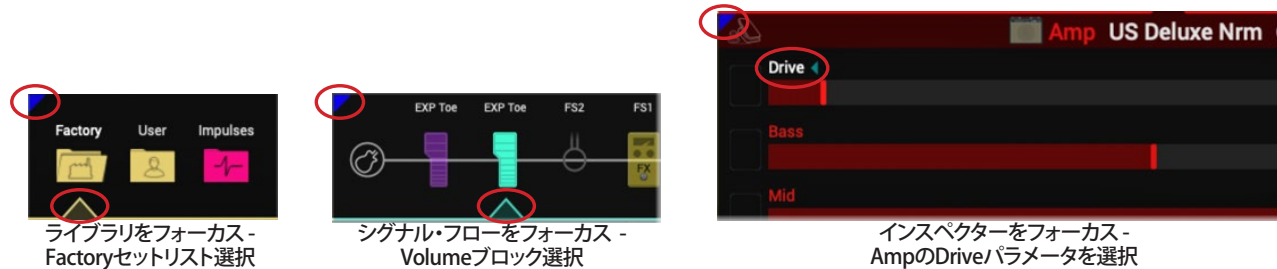 Factory User Impulses
ライブラリをフォーカス -
Factoryセットリスト選択
EXP Toe EXP Toe FS2 FS1
FX
シグナル・フローをフォーカス -
Volumeブロック選択
Amp US Deluxe Nrm
Drive
Bass
Mid
インスペクターをフォーカス -
AmpのDriveパラメータを選択